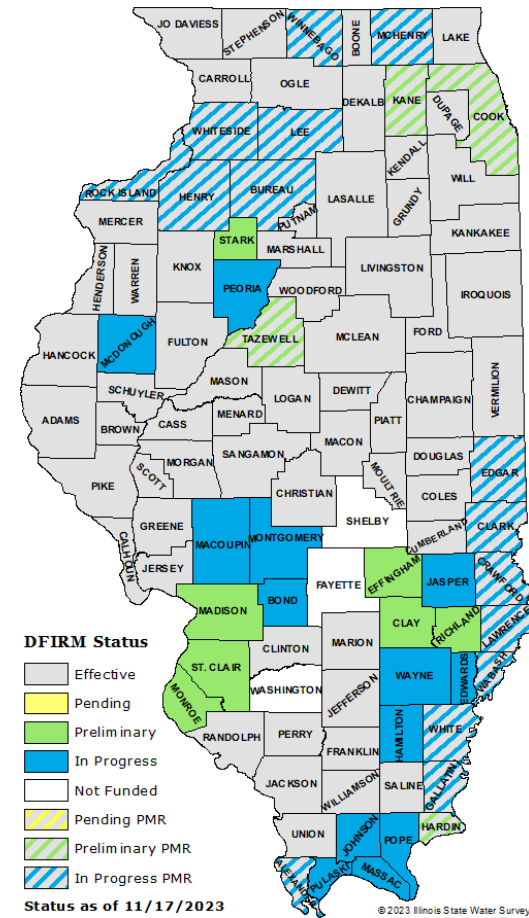 JO DAVIESS
STEPHENSON
WINNEBAGO
BOONE
MCHENRY
LAKE
CARROLL
OGLE
DEKALB
KANE
DUPAGE
COOK
WHITESIDE
LEE
KENDALL
WILL
ROCK ISLAND
HENRY
BUREAU
PUTNAM
LASALLE
GRUNDY
MERCER
KANKAKEE
STARK
MARSHALL
HENDERSON
WARREN
KNOX
PEORIA
WOODFORD
LIVINGSTON
IROQUOIS
HANCOCK
MCDONOUGH
FULTON
TAZEWELL
MCLEAN
FORD
SCHUYLER
MASON
LOGAN
DEWITT
CHAMPAIGN
VERMILION
ADAMS
BROWN
CASS
MENARD
MACON
PIATT
MORGAN
SANGAMON
DOUGLAS
EDGAR
PIKE
SCOTT
CHRISTIAN
MOULTRIE
COLES
GREENE
MACOUPIN
MONTGOMERY
SHELBY
CUMBERLAND
CLARK
CALHOUN
JERSEY
FAYETTE
EFFINGHAM
JASPER
CRAWFORD
MADISON
BOND
CLAY
RICHLAND
LAWRENCE
CLINTON
MARION
ST. CLAIR
WAYNE
EDWARDS
WABASH
MONROE
WASHINGTON
JEFFERSON
RANDOLPH
PERRY
FRANKLIN
HAMILTON
WHITE
JACKSON
WILLIAMSON
SALINE
GALLATIN
UNION
JOHNSON
POPE
HARDIN
ALEXANDER
PULASKI
MASSAC
DFIRM Status
Effective
Pending
Preliminary
In Progress
Not Funded
Pending PMR
Preliminary PMR
In Progress PMR
Status as of 11/17/2023
© 2023 Illinois State Water Survey